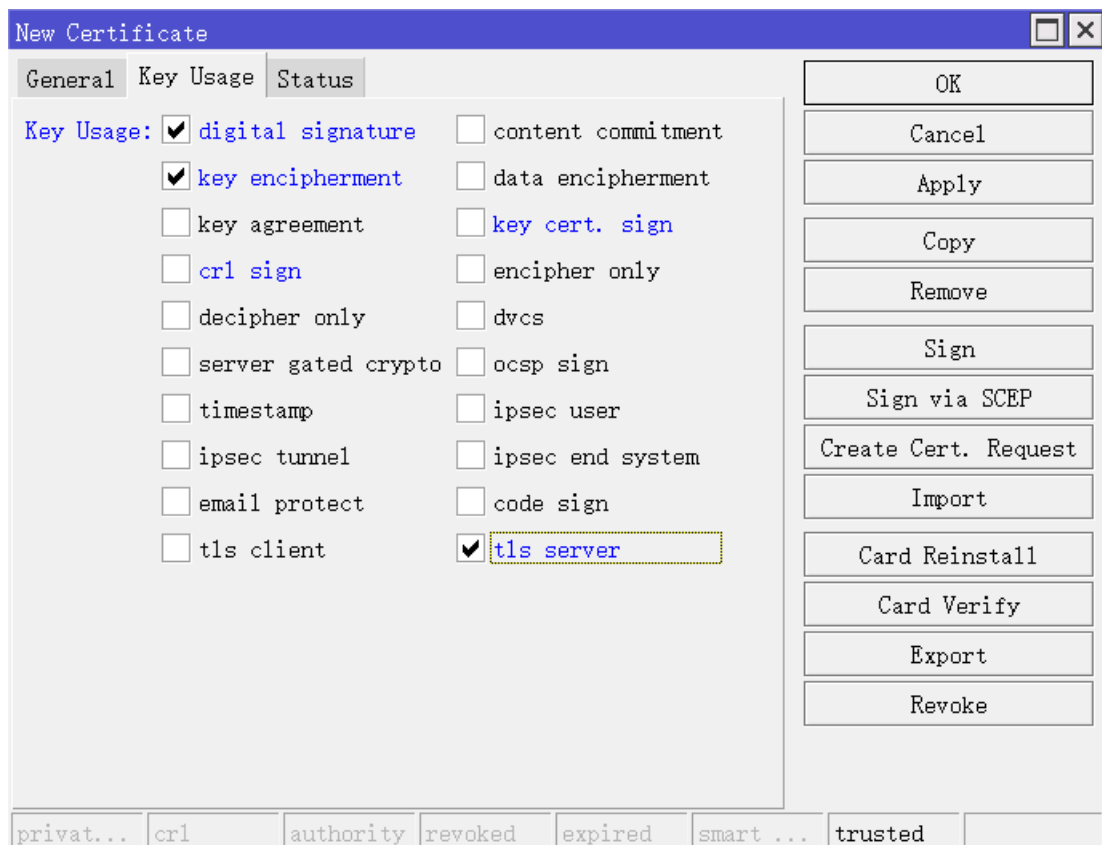 New Certificate
General Key Usage Status
OK
Key Usage: digital signature content commitment
Cancel
key encipherment data encipherment
Apply
key agreement key cert. sign
Copy
crl sign encipher only
Remove
decipher only dvcs
Sign
server gated crypto ocsp sign
Sign via SCEP
timestamp ipsec user
Create Cert. Request
ipsec tunnel ipsec end system
Import
email protect code sign
tls client tls server
Card Reinstall
Card Verify
Export
Revoke
privat... crl authority revoked expired smart ... trusted